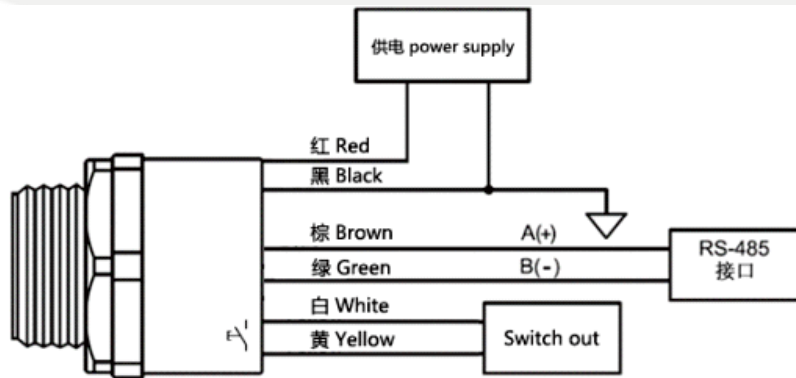 供电 power supply
红 Red
黑 Black
棕 Brown A(+)
绿 Green B(-)
RS-485
接口
白 White
黄 Yellow
Switch out